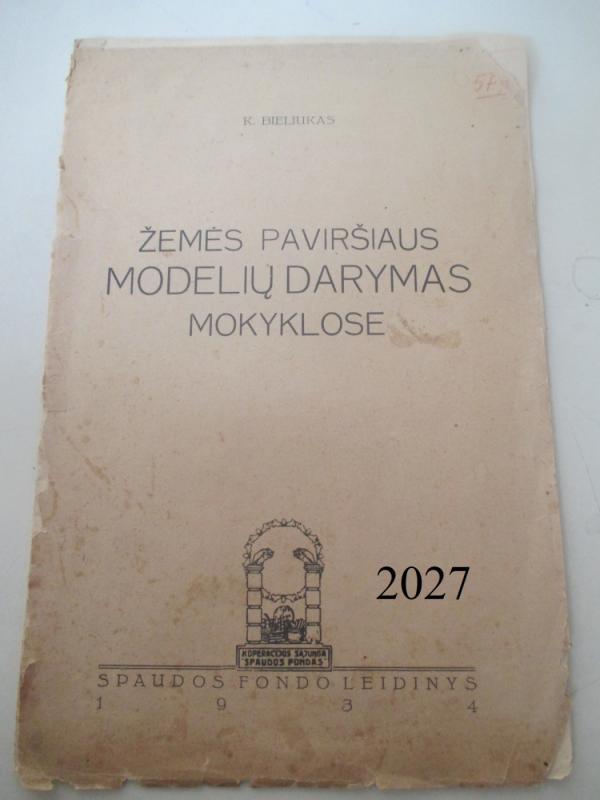 K. BIELIUKAS
ŽEMĖS PAVIRŠIAUS
MODELIŲ DARYMAS
MOKYKLOSE
2027
KOPERACIJOS SĄJUNGA
"SPAUDOS FONDAS"
SPAUDOS FONDO LEIDINYS
1 9 3 4